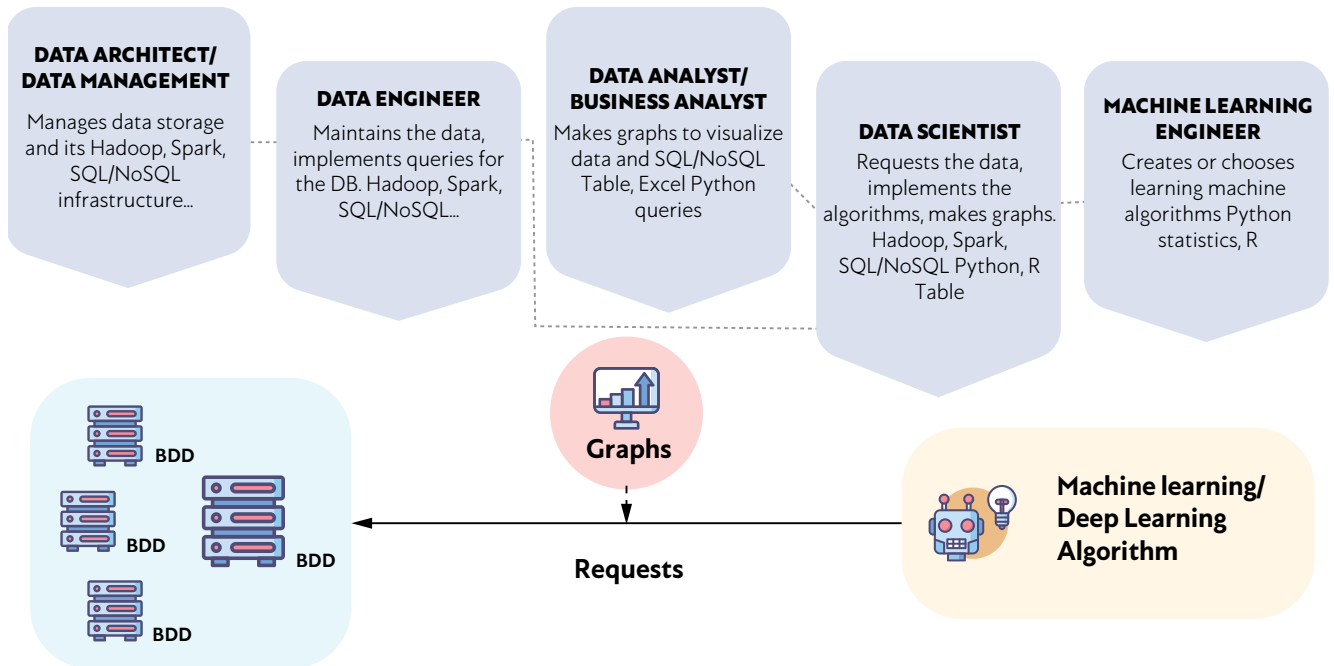 DATA ARCHITECT/
DATA MANAGEMENT
Manages data storage
and its Hadoop, Spark,
SQL/NoSQL
infrastructure...
DATA ENGINEER
Maintains the data,
implements queries for
the DB. Hadoop, Spark,
SQL/NoSQL...
DATA ANALYST/
BUSINESS ANALYST
Makes graphs to visualize
data and SQL/NoSQL
Table, Excel Python
queries
DATA SCIENTIST
Requests the data,
implements the
algorithms, makes graphs.
Hadoop, Spark,
SQL/NoSQL Python, R
Table
MACHINE LEARNING
ENGINEER
Creates or chooses
learning machine
algorithms Python
statistics, R
Graphs
BDD
BDD
BDD
BDD
Requests
Machine learning/
Deep Learning
Algorithm